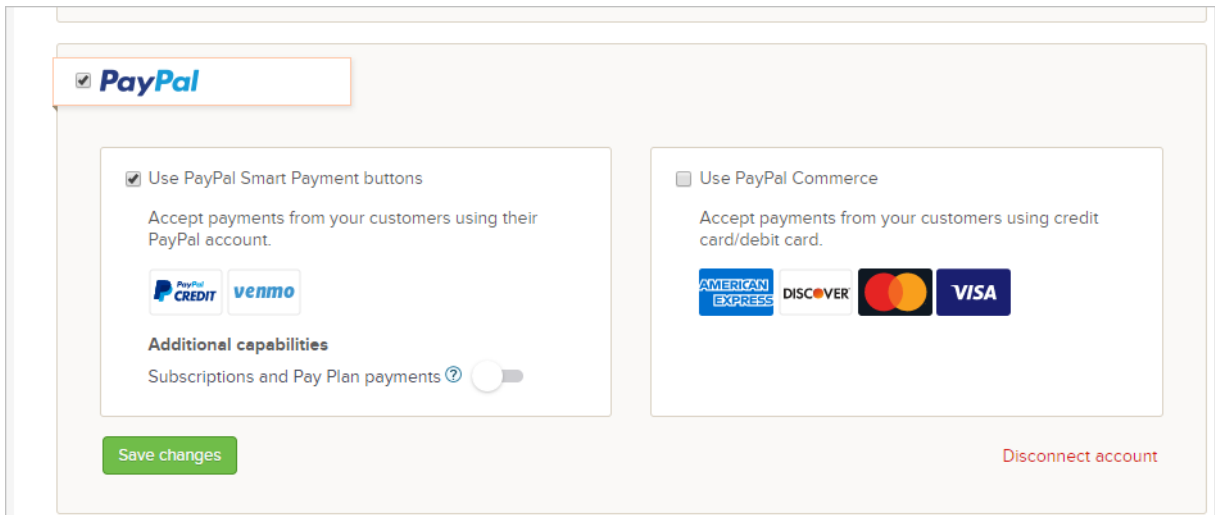 PayPal
Use PayPal Smart Payment buttons
Accept payments from your customers using their
PayPal account.
PayPal
CREDIT
venmo
Additional capabilities
Subscriptions and Pay Plan payments ?
Use PayPal Commerce
Accept payments from your customers using credit
card/debit card.
AMERICAN
EXPRESS
DISCOVER
VISA
Save changes
Disconnect account